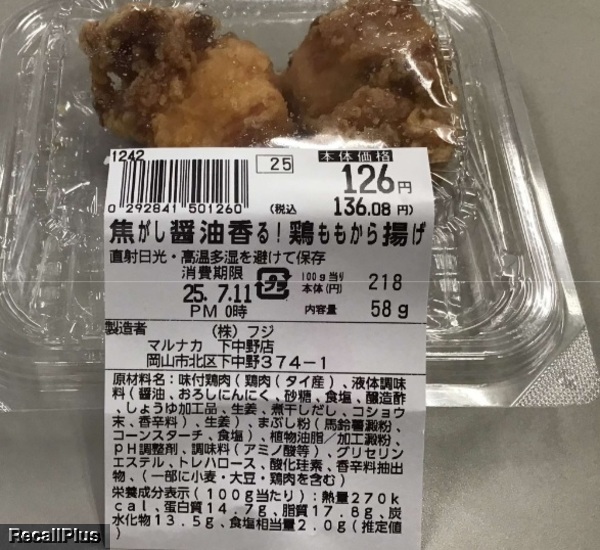 1242
25
本体価格
126円
0 292841 501260
(税込 136.08 円)
焦がし醤油香る!鶏ももから揚げ
直射日光・高温多湿を避けて保存
消費期限
25. 7.11
PM 0時
プラ
100g当り
本体(円) 218
内容量 58g
製造者 (株)フジ
マルナカ 下中野店
岡山市北区下中野374-1
原材料名:味付鶏肉(鶏肉(タイ産)、液体調味
料(醤油、おろしにんにく、砂糖、食塩、醸造酢
、しょうゆ加工品、生姜、煮干しだし、コショウ
末、香辛料)、生姜)、まぶし粉(馬鈴薯澱粉、
コーンスターチ、食塩)、植物油脂/加工澱粉、
pH調整剤、調味料(アミノ酸等)、グリセリン
エステル、トレハロース、酸化珪素、香辛料抽出
物、(一部に小麦・大豆・鶏肉を含む)
栄養成分表示(100g当たり):熱量270k
cal、蛋白質14.7g、脂質17.8g、炭
水化物13.5g、食塩相当量2.0g(推定値
)
RecallPlus